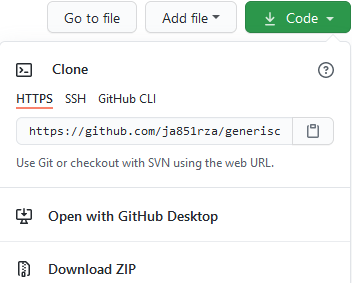 Go to file Add file Code
Clone
HTTPS SSH GitHub CLI
https://github.com/ja851rza/generisc
Use Git or checkout with SVN using the web URL.
Open with GitHub Desktop
Download ZIP